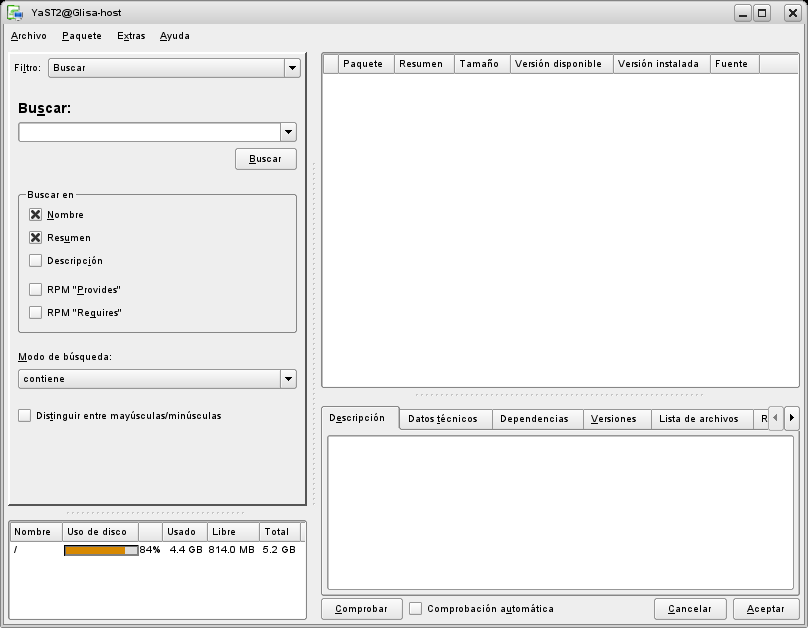 YaST2@Glisa-host
Archivo Paquete Extras Ayuda
Filtro: Buscar
Buscar:
Buscar
Buscar en
Nombre
Resumen
Descripción
RPM "Provides"
RPM "Requires"
Modo de búsqueda:
contiene
Distinguir entre mayúsculas/minúsculas
Nombre Uso de disco Usado Libre Total
/ 84% 4.4 GB 814.0 MB 5.2 GB
Paquete Resumen Tamaño Versión disponible Versión instalada Fuente
Descripción Datos técnicos Dependencias Versiones Lista de archivos R
Comprobar Comprobación automática Cancelar Aceptar